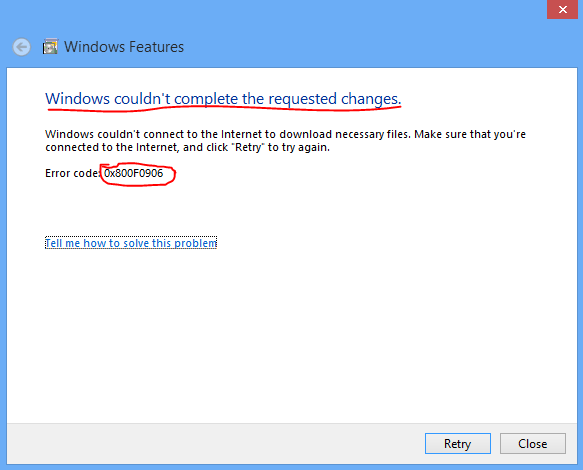 Windows Features
Windows couldn't complete the requested changes.
Windows couldn't connect to the Internet to download necessary files. Make sure that you're
connected to the Internet, and click "Retry" to try again.
Error code: 0x800F0906
Tell me how to solve this problem
Retry Close